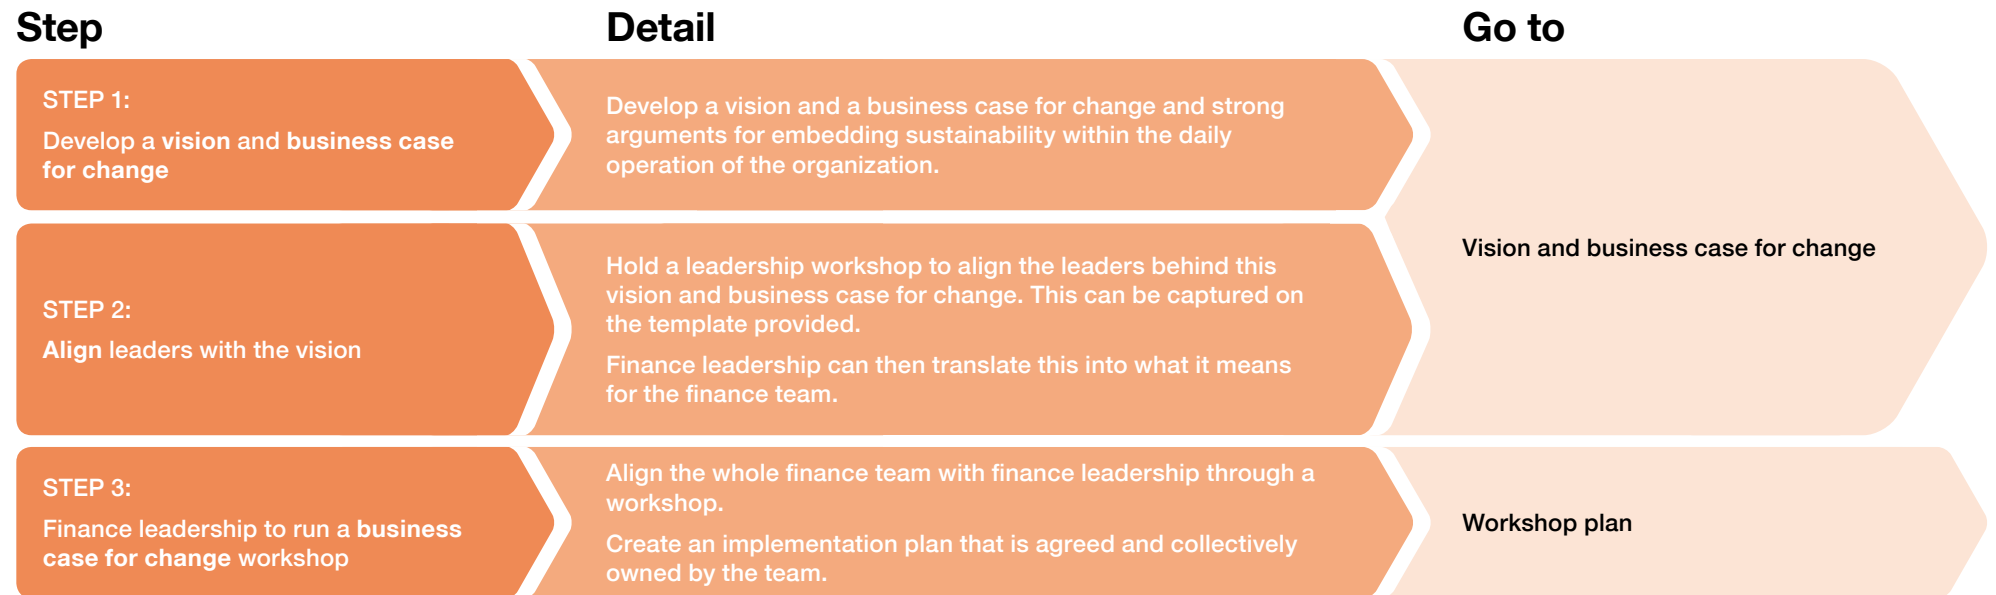 Step
Detail
Go to
STEP 1:
Develop a vision and business case
for change
Develop a vision and a business case for change and strong
arguments for embedding sustainability within the daily
operation of the organization.
STEP 2:
Align leaders with the vision
Hold a leadership workshop to align the leaders behind this
vision and business case for change. This can be captured on
the template provided.
Finance leadership can then translate this into what it means
for the finance team.
Vision and business case for change
STEP 3:
Finance leadership to run a business
case for change workshop
Align the whole finance team with finance leadership through a
workshop.
Create an implementation plan that is agreed and collectively
owned by the team.
Workshop plan